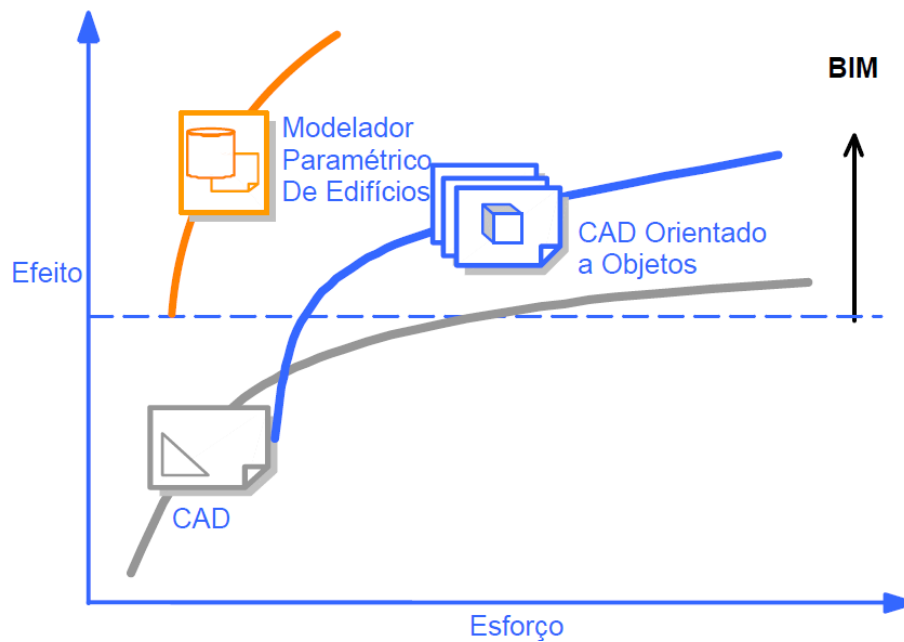 BIM
Modelador
Paramétrico
De Edifícios
CAD Orientado
a Objetos
Efeito
CAD
Esforço